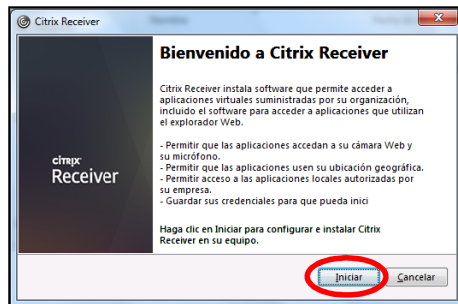 Citrix Receiver
Bienvenido a Citrix Receiver
Citrix Receiver instala software que permite acceder a
aplicaciones virtuales suministradas por su organización,
incluido el software para acceder a aplicaciones que utilizan
el explorador Web.
- Permitir que las aplicaciones accedan a su cámara Web y
su micrófono.
- Permitir que las aplicaciones usen su ubicación geográfica.
- Permitir acceso a las aplicaciones locales autorizadas por
su empresa.
- Guardar sus credenciales para que pueda inici
Haga clic en Iniciar para configurar e instalar Citrix
Receiver en su equipo.
CİTRIX
Receiver
Iniciar
Cancelar